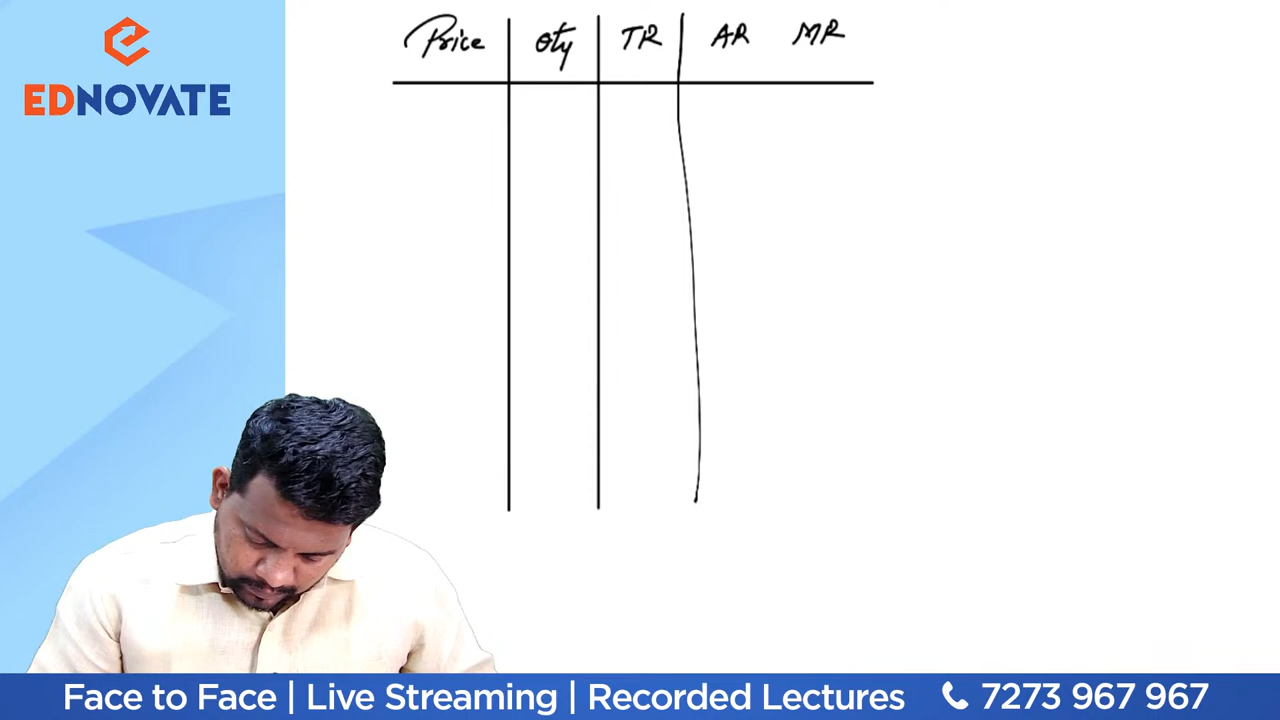 Price Qty TR AR MR
EDNOVATE
Face to Face | Live Streaming | Recorded Lectures 7273 967 967